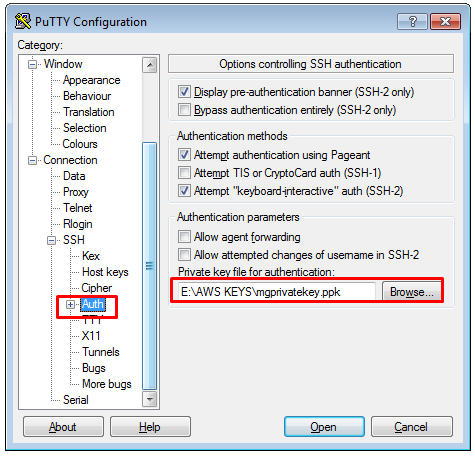 PuTTY Configuration
Category:
Window
Appearance
Behaviour
Translation
Selection
Colours
Connection
Data
Proxy
Telnet
Rlogin
SSH
Kex
Host keys
Cipher
Auth
TTY
X11
Tunnels
Bugs
More bugs
Serial
Options controlling SSH authentication
Display pre-authentication banner (SSH-2 only)
Bypass authentication entirely (SSH-2 only)
Authentication methods
Attempt authentication using Pageant
Attempt TIS or CryptoCard auth (SSH-1)
Attempt "keyboard-interactive" auth (SSH-2)
Authentication parameters
Allow agent forwarding
Allow attempted changes of username in SSH-2
Private key file for authentication:
E:\AWS KEYS\mgprivatekey.ppk
Browse...
About
Help
Open
Cancel